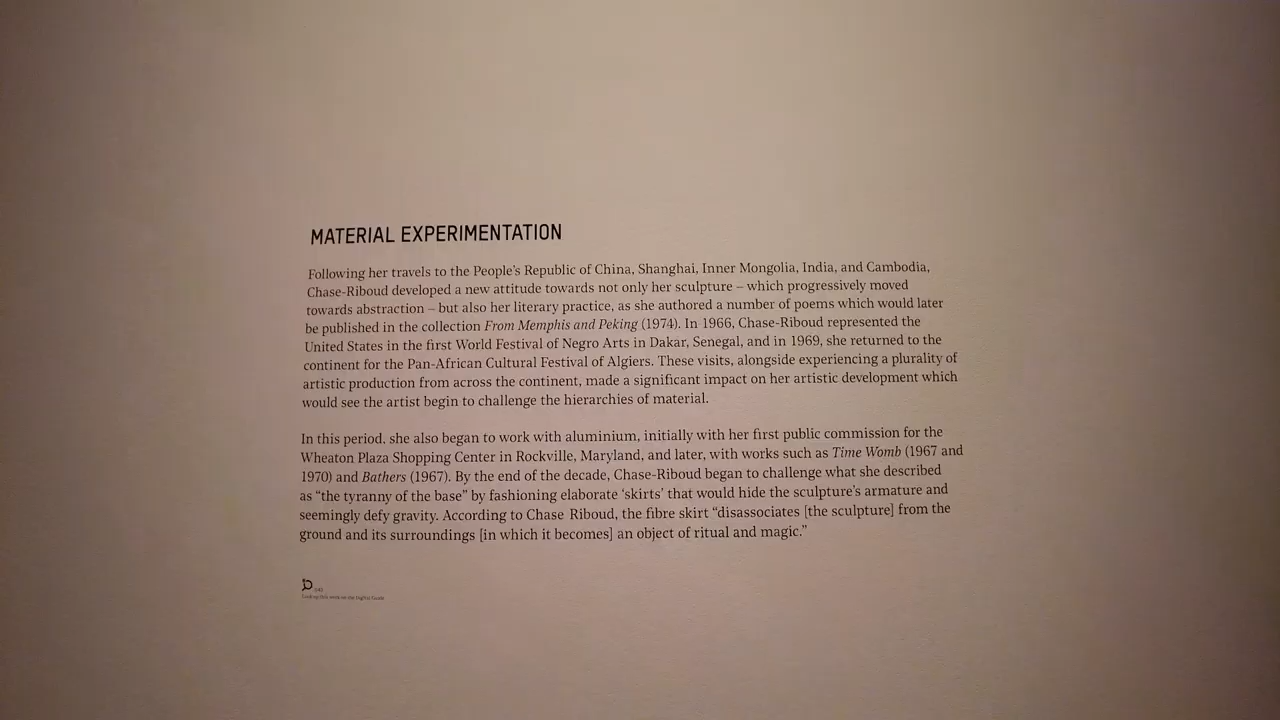 MATERIAL EXPERIMENTATION
Following her travels to the People's Republic of China, Shanghai, Inner Mongolia, India, and Cambodia,
Chase-Riboud developed a new attitude towards not only her sculpture – which progressively moved
towards abstraction – but also her literary practice, as she authored a number of poems which would later
be published in the collection From Memphis and Peking (1974). In 1966, Chase-Riboud represented the
United States in the first World Festival of Negro Arts in Dakar, Senegal, and in 1969, she returned to the
continent for the Pan-African Cultural Festival of Algiers. These visits, alongside experiencing a plurality of
artistic production from across the continent, made a significant impact on her artistic development which
would see the artist begin to challenge the hierarchies of material.
In this period, she also began to work with aluminium, initially with her first public commission for the
Wheaton Plaza Shopping Center in Rockville, Maryland, and later, with works such as Time Womb (1967 and
1970) and Bathers (1967). By the end of the decade, Chase-Riboud began to challenge what she described
as “the tyranny of the base” by fashioning elaborate ‘skirts’ that would hide the sculpture's armature and
seemingly defy gravity. According to Chase Riboud, the fibre skirt “disassociates [the sculpture] from the
ground and its surroundings [in which it becomes] an object of ritual and magic.”
Look up this work on the Digital Guide